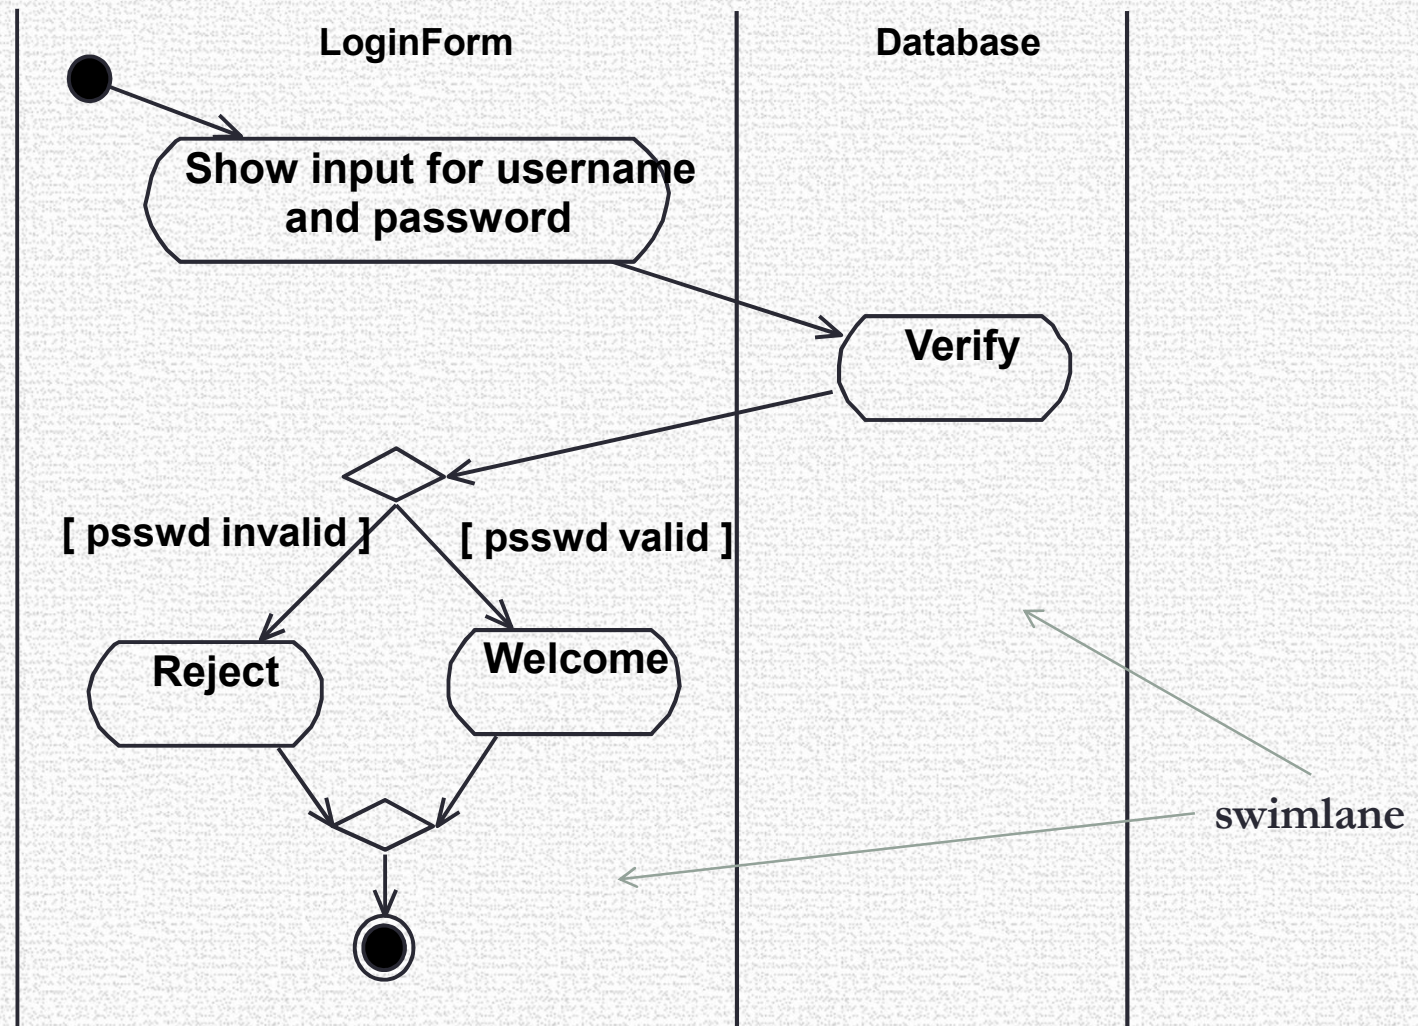 LoginForm
Database
Show input for username
and password
Verify
[ psswd invalid ]
[ psswd valid ]
Reject
Welcome
swimlane